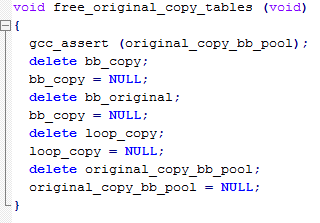 void free_original_copy_tables (void)
{
gcc_assert (original_copy_bb_pool);
delete bb_copy;
bb_copy = NULL;
delete bb_original;
bb_copy = NULL;
delete loop_copy;
loop_copy = NULL;
delete original_copy_bb_pool;
original_copy_bb_pool = NULL;
}